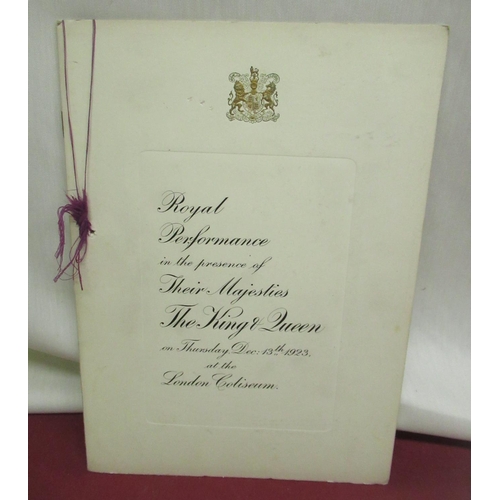 Royal
Performance
in the presence of
Their Majesties
The King & Queen
on Thursday Dec: 13th 1923,
at the
London Coliseum.